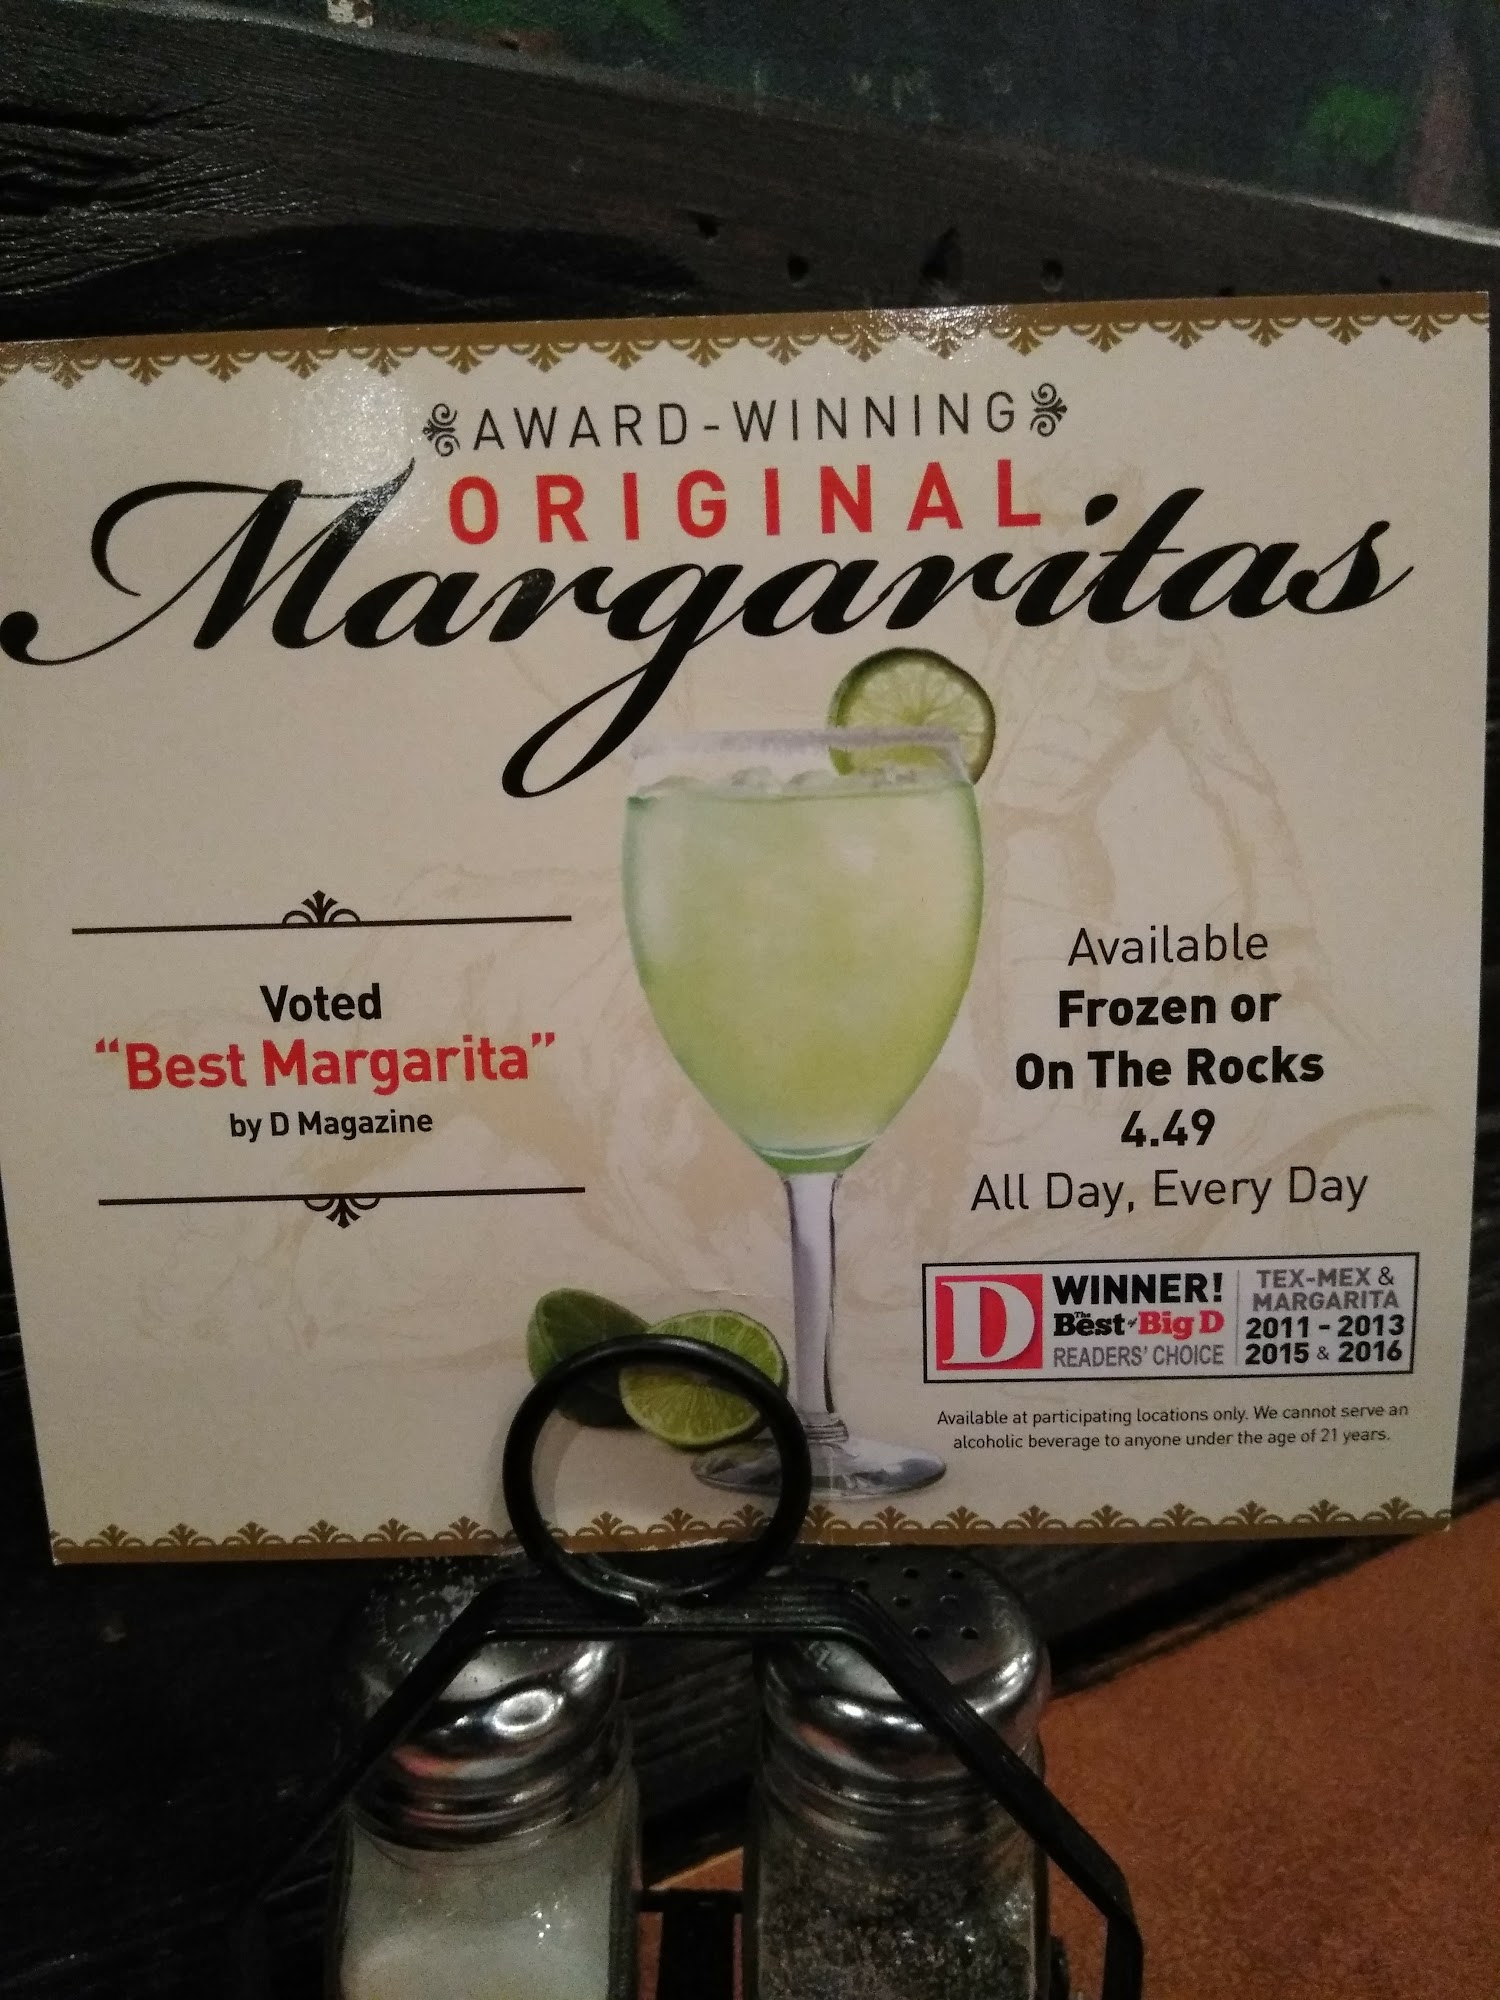 AWARD-WINNING
ORIGINAL
Margaritas
Voted
“Best Margarita”
by D Magazine
Available
Frozen or
On The Rocks
4.49
All Day, Every Day
D
WINNER!
The Best of Big D
READERS' CHOICE
TEX-MEX &
MARGARITA
2011 - 2013
2015 & 2016
Available at participating locations only. We cannot serve an
alcoholic beverage to anyone under the age of 21 years.